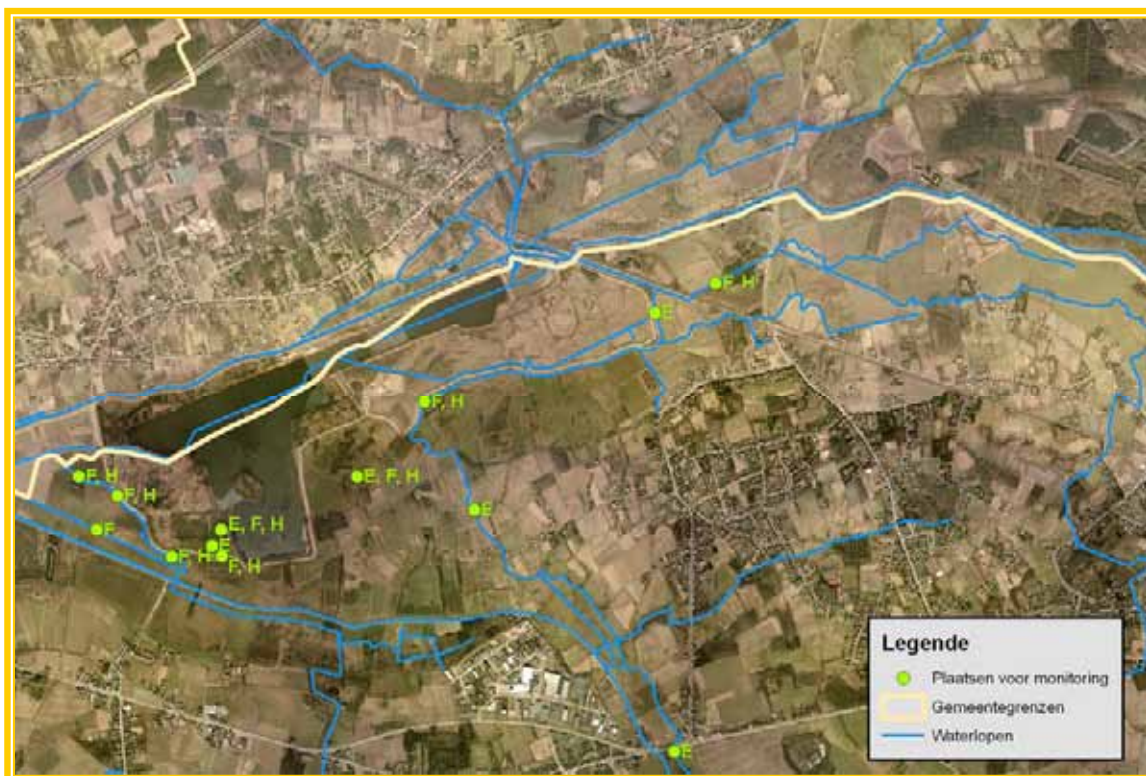 F, H
E
F, H
F, H
E, F, H
F, H
E
F
E, F, H
E
F, H
F, H
E
Legende
Plaatsen voor monitoring
Gemeentegrenzen
Waterlopen